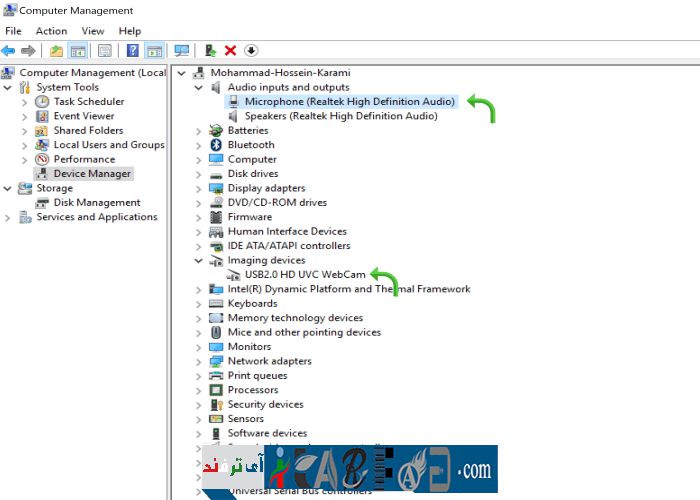 Computer Management
File Action View Help
Computer Management (Local
System Tools
Task Scheduler
Event Viewer
Shared Folders
Local Users and Groups
Performance
Device Manager
Storage
Disk Management
Services and Applications
Mohammad-Hossein-Karami
Audio inputs and outputs
Microphone (Realtek High Definition Audio)
Speakers (Realtek High Definition Audio)
Batteries
Bluetooth
Computer
Disk drives
Display adapters
DVD/CD-ROM drives
Firmware
Human Interface Devices
IDE ATA/ATAPI controllers
Imaging devices
USB2.0 HD UVC WebCam
Intel(R) Dynamic Platform and Thermal Framework
Keyboards
Memory technology devices
Mice and other pointing devices
Monitors
Network adapters
Print queues
Processors
Security devices
Sensors
Software devices
آی ترفند
.com
Universal Serial Bus controllers